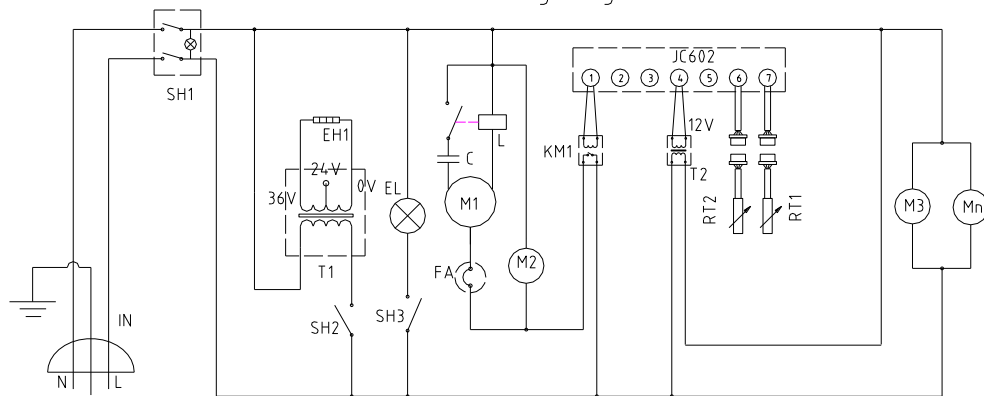 JC602
SH1
1 2 3 4 5 6 7
EH1
L
12V
24V
KM1
C
36V
0V
EL
T2
M1
M3
Mn
RT2
RT1
FA
M2
T1
IN
SH2
SH3
N
L